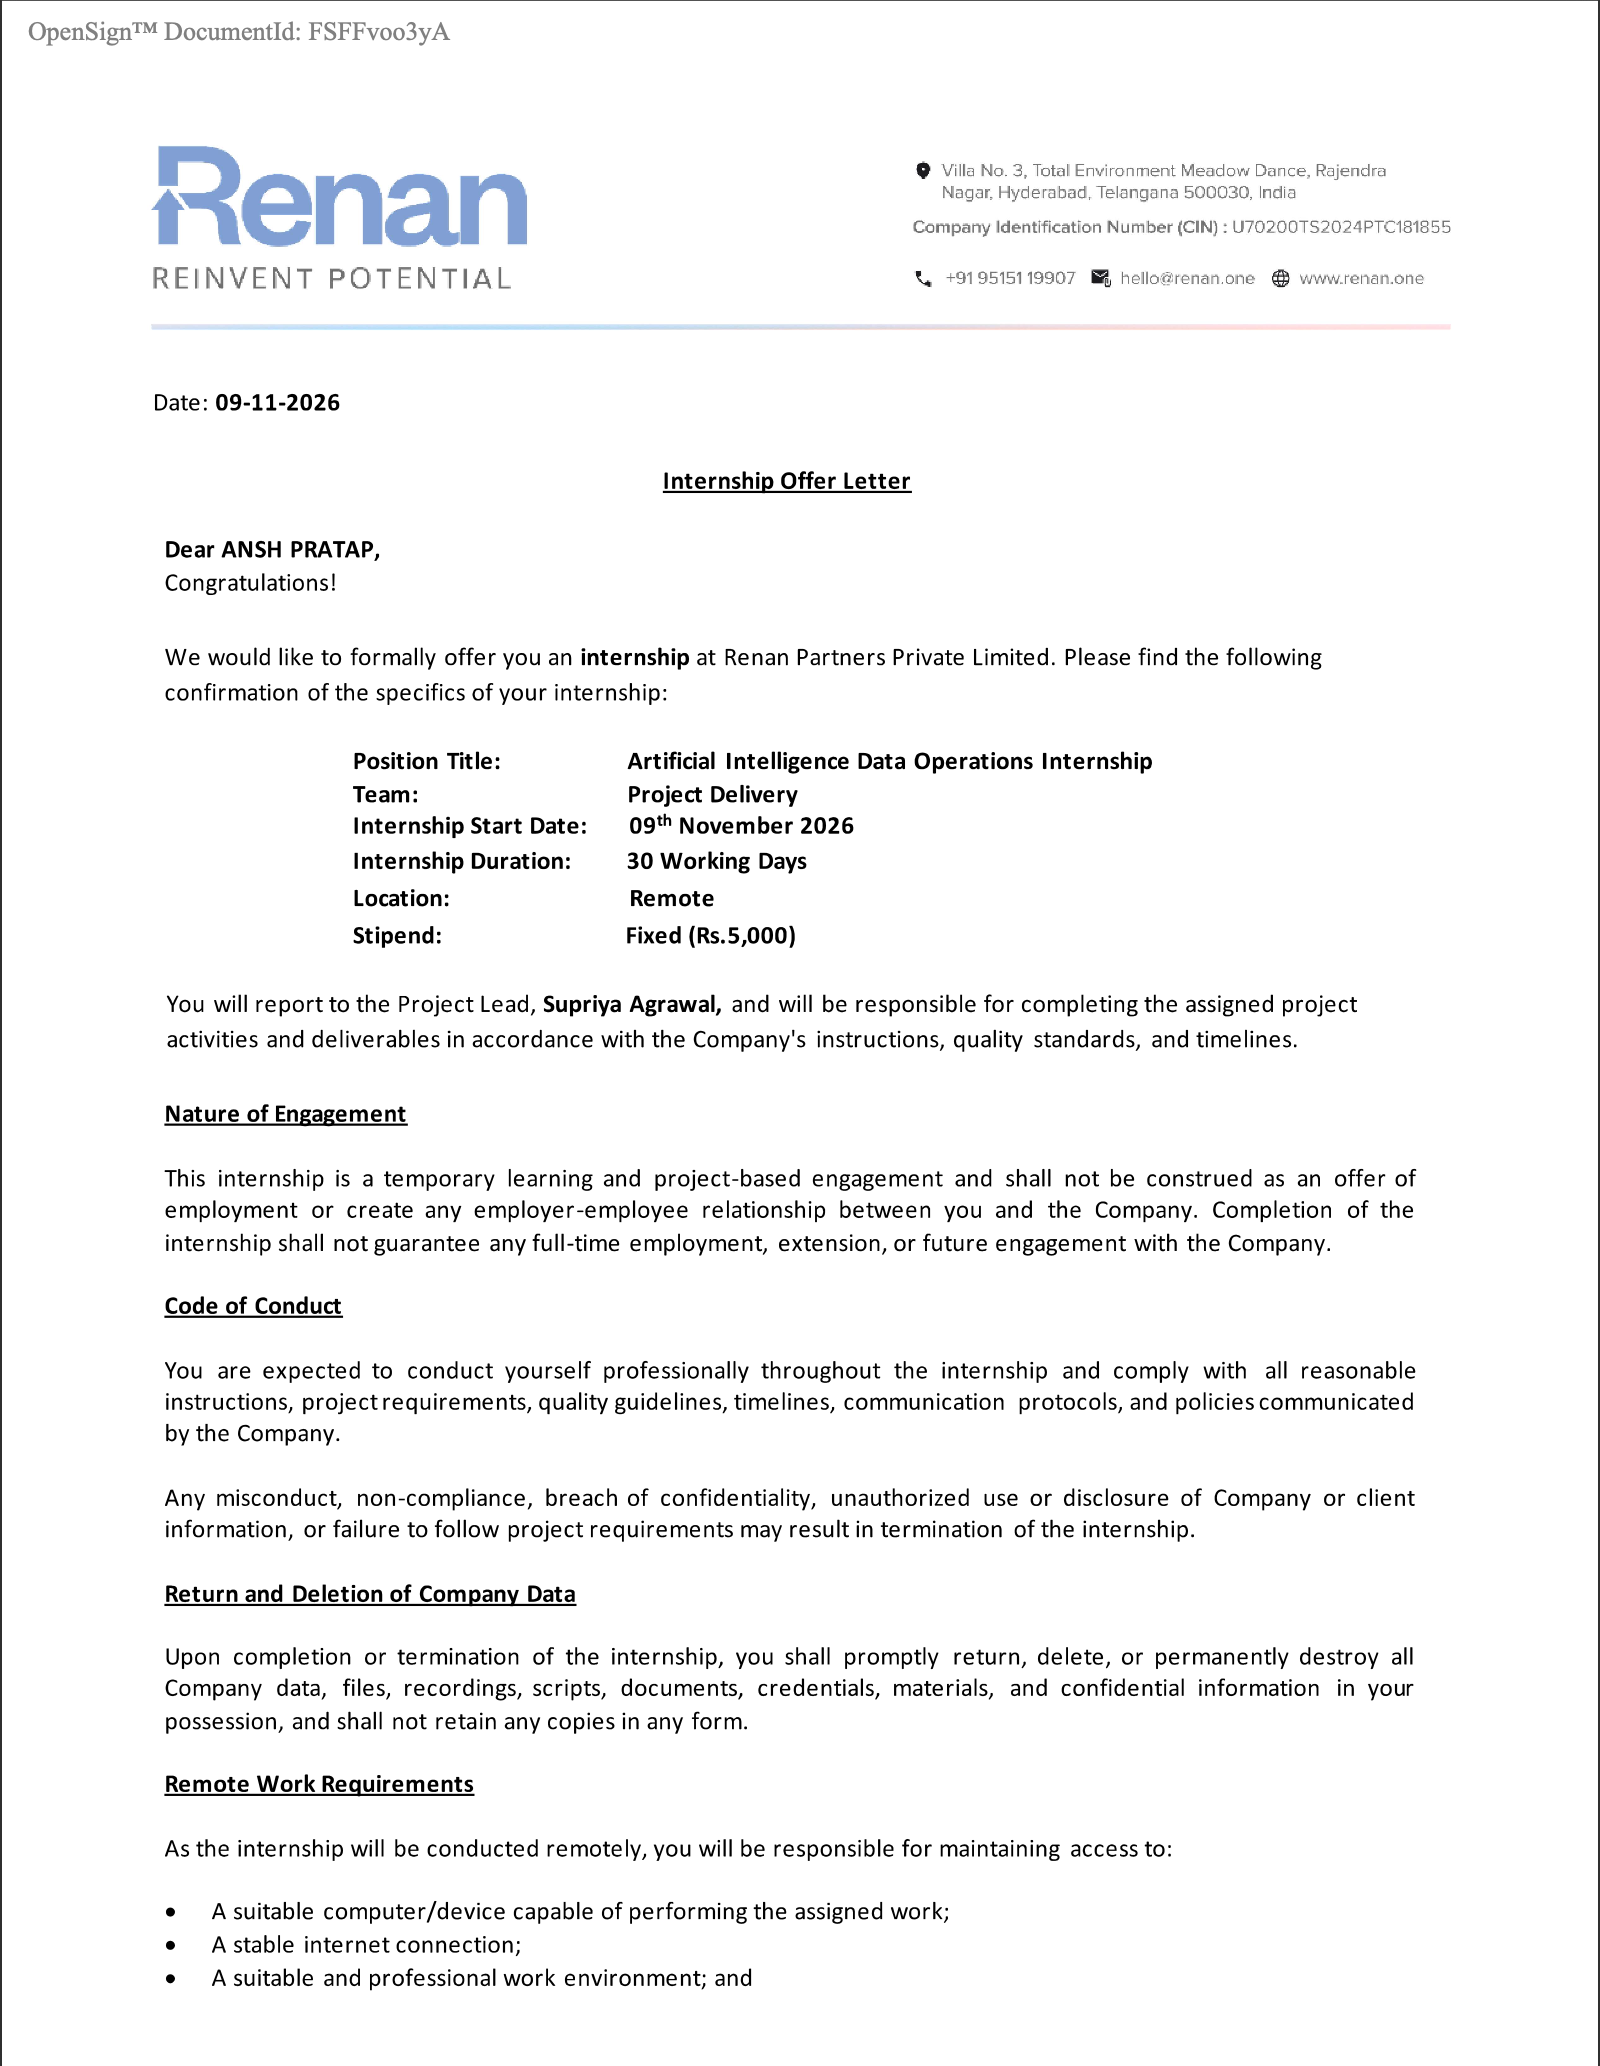 OpenSign™ DocumentId: FSFFvoo3yA
Renan
REINVENT POTENTIAL
Villa No. 3, Total Environment Meadow Dance, Rajendra
Nagar, Hyderabad, Telangana 500030, India
Company Identification Number (CIN) : U70200TS2024PTC181855
+91 95151 19907 hello@renan.one www.renan.one
Date: 09-11-2026
Internship Offer Letter
Dear ANSH PRATAP,
Congratulations!
We would like to formally offer you an internship at Renan Partners Private Limited. Please find the following
confirmation of the specifics of your internship:
Position Title: Artificial Intelligence Data Operations Internship
Team: Project Delivery
Internship Start Date: 09th November 2026
Internship Duration: 30 Working Days
Location: Remote
Stipend: Fixed (Rs.5,000)
You will report to the Project Lead, Supriya Agrawal, and will be responsible for completing the assigned project
activities and deliverables in accordance with the Company's instructions, quality standards, and timelines.
Nature of Engagement
This internship is a temporary learning and project-based engagement and shall not be construed as an offer of
employment or create any employer-employee relationship between you and the Company. Completion of the
internship shall not guarantee any full-time employment, extension, or future engagement with the Company.
Code of Conduct
You are expected to conduct yourself professionally throughout the internship and comply with all reasonable
instructions, project requirements, quality guidelines, timelines, communication protocols, and policies communicated
by the Company.
Any misconduct, non-compliance, breach of confidentiality, unauthorized use or disclosure of Company or client
information, or failure to follow project requirements may result in termination of the internship.
Return and Deletion of Company Data
Upon completion or termination of the internship, you shall promptly return, delete, or permanently destroy all
Company data, files, recordings, scripts, documents, credentials, materials, and confidential information in your
possession, and shall not retain any copies in any form.
Remote Work Requirements
As the internship will be conducted remotely, you will be responsible for maintaining access to:
• A suitable computer/device capable of performing the assigned work;
• A stable internet connection;
• A suitable and professional work environment; and